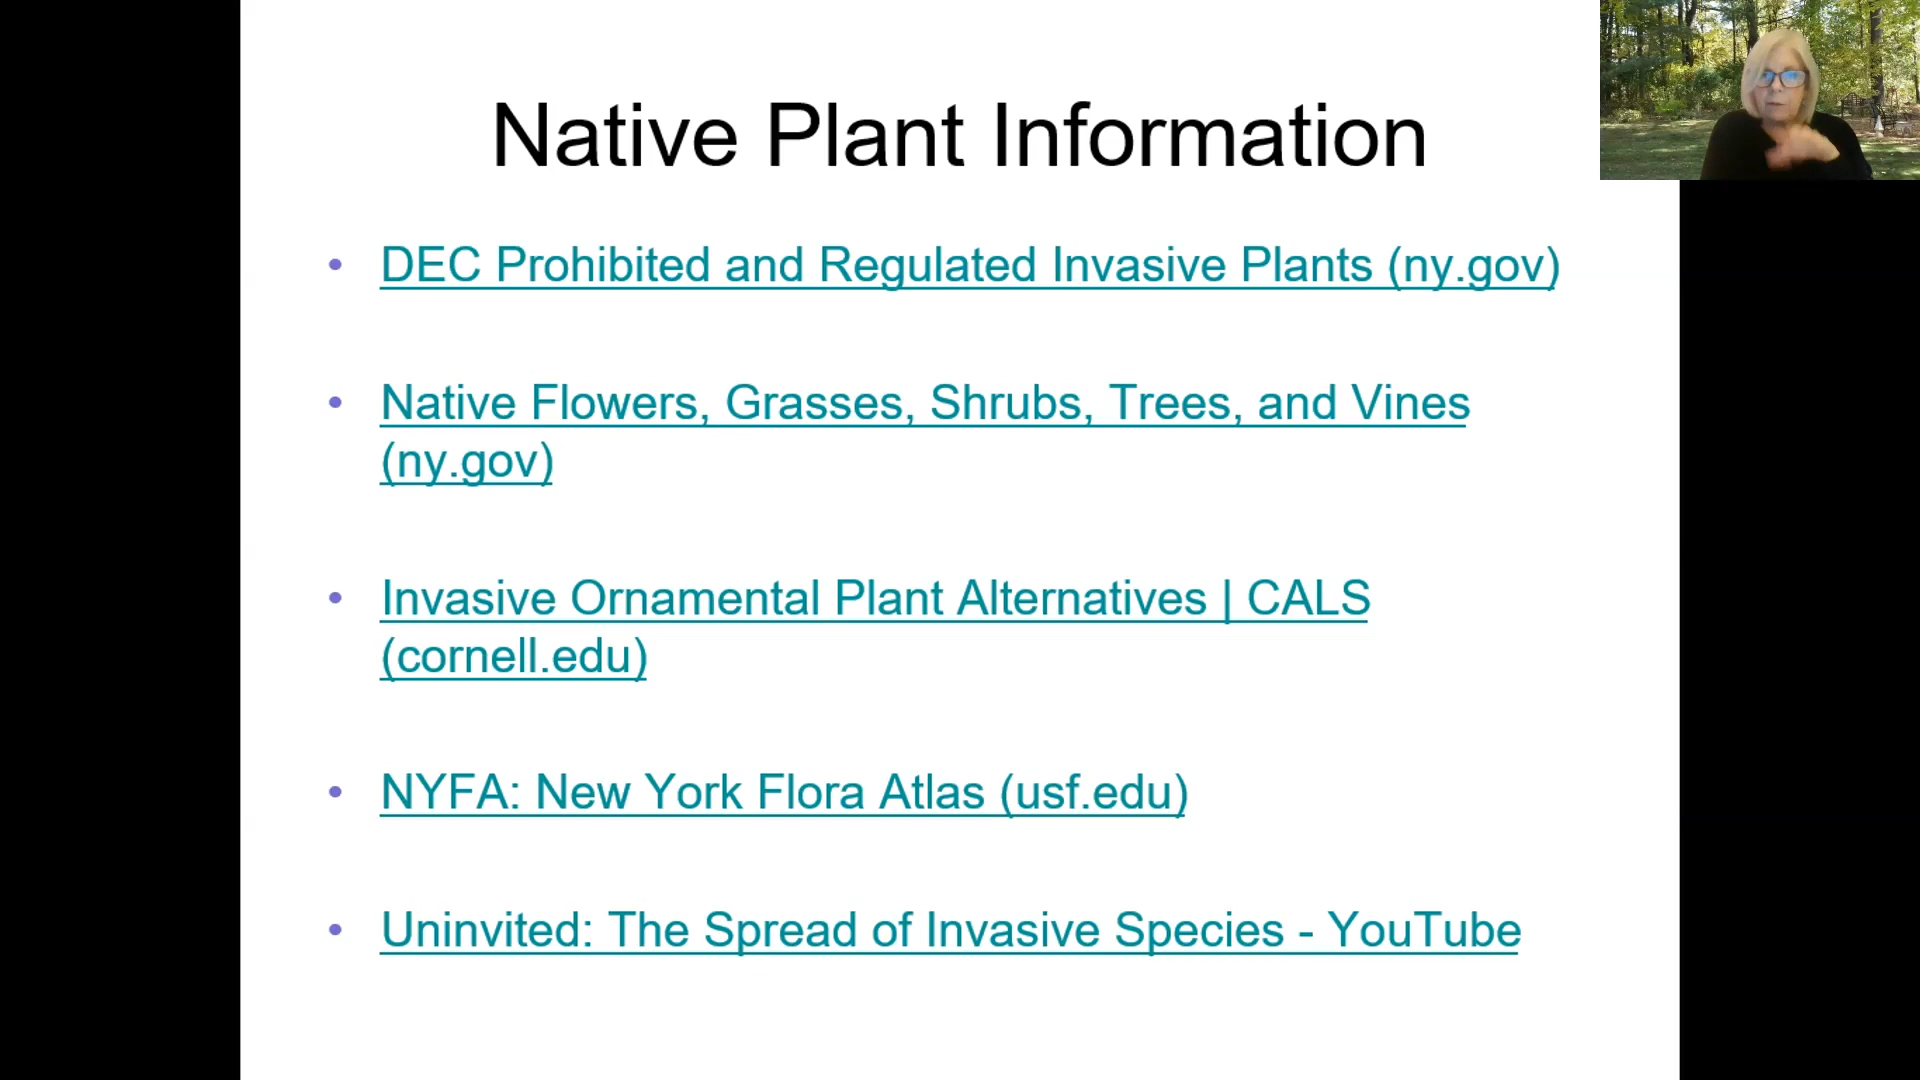 Native Plant Information
• DEC Prohibited and Regulated Invasive Plants (ny.gov)
• Native Flowers, Grasses, Shrubs, Trees, and Vines
(ny.gov)
• Invasive Ornamental Plant Alternatives | CALS
(cornell.edu)
• NYFA: New York Flora Atlas (usf.edu)
• Uninvited: The Spread of Invasive Species - YouTube